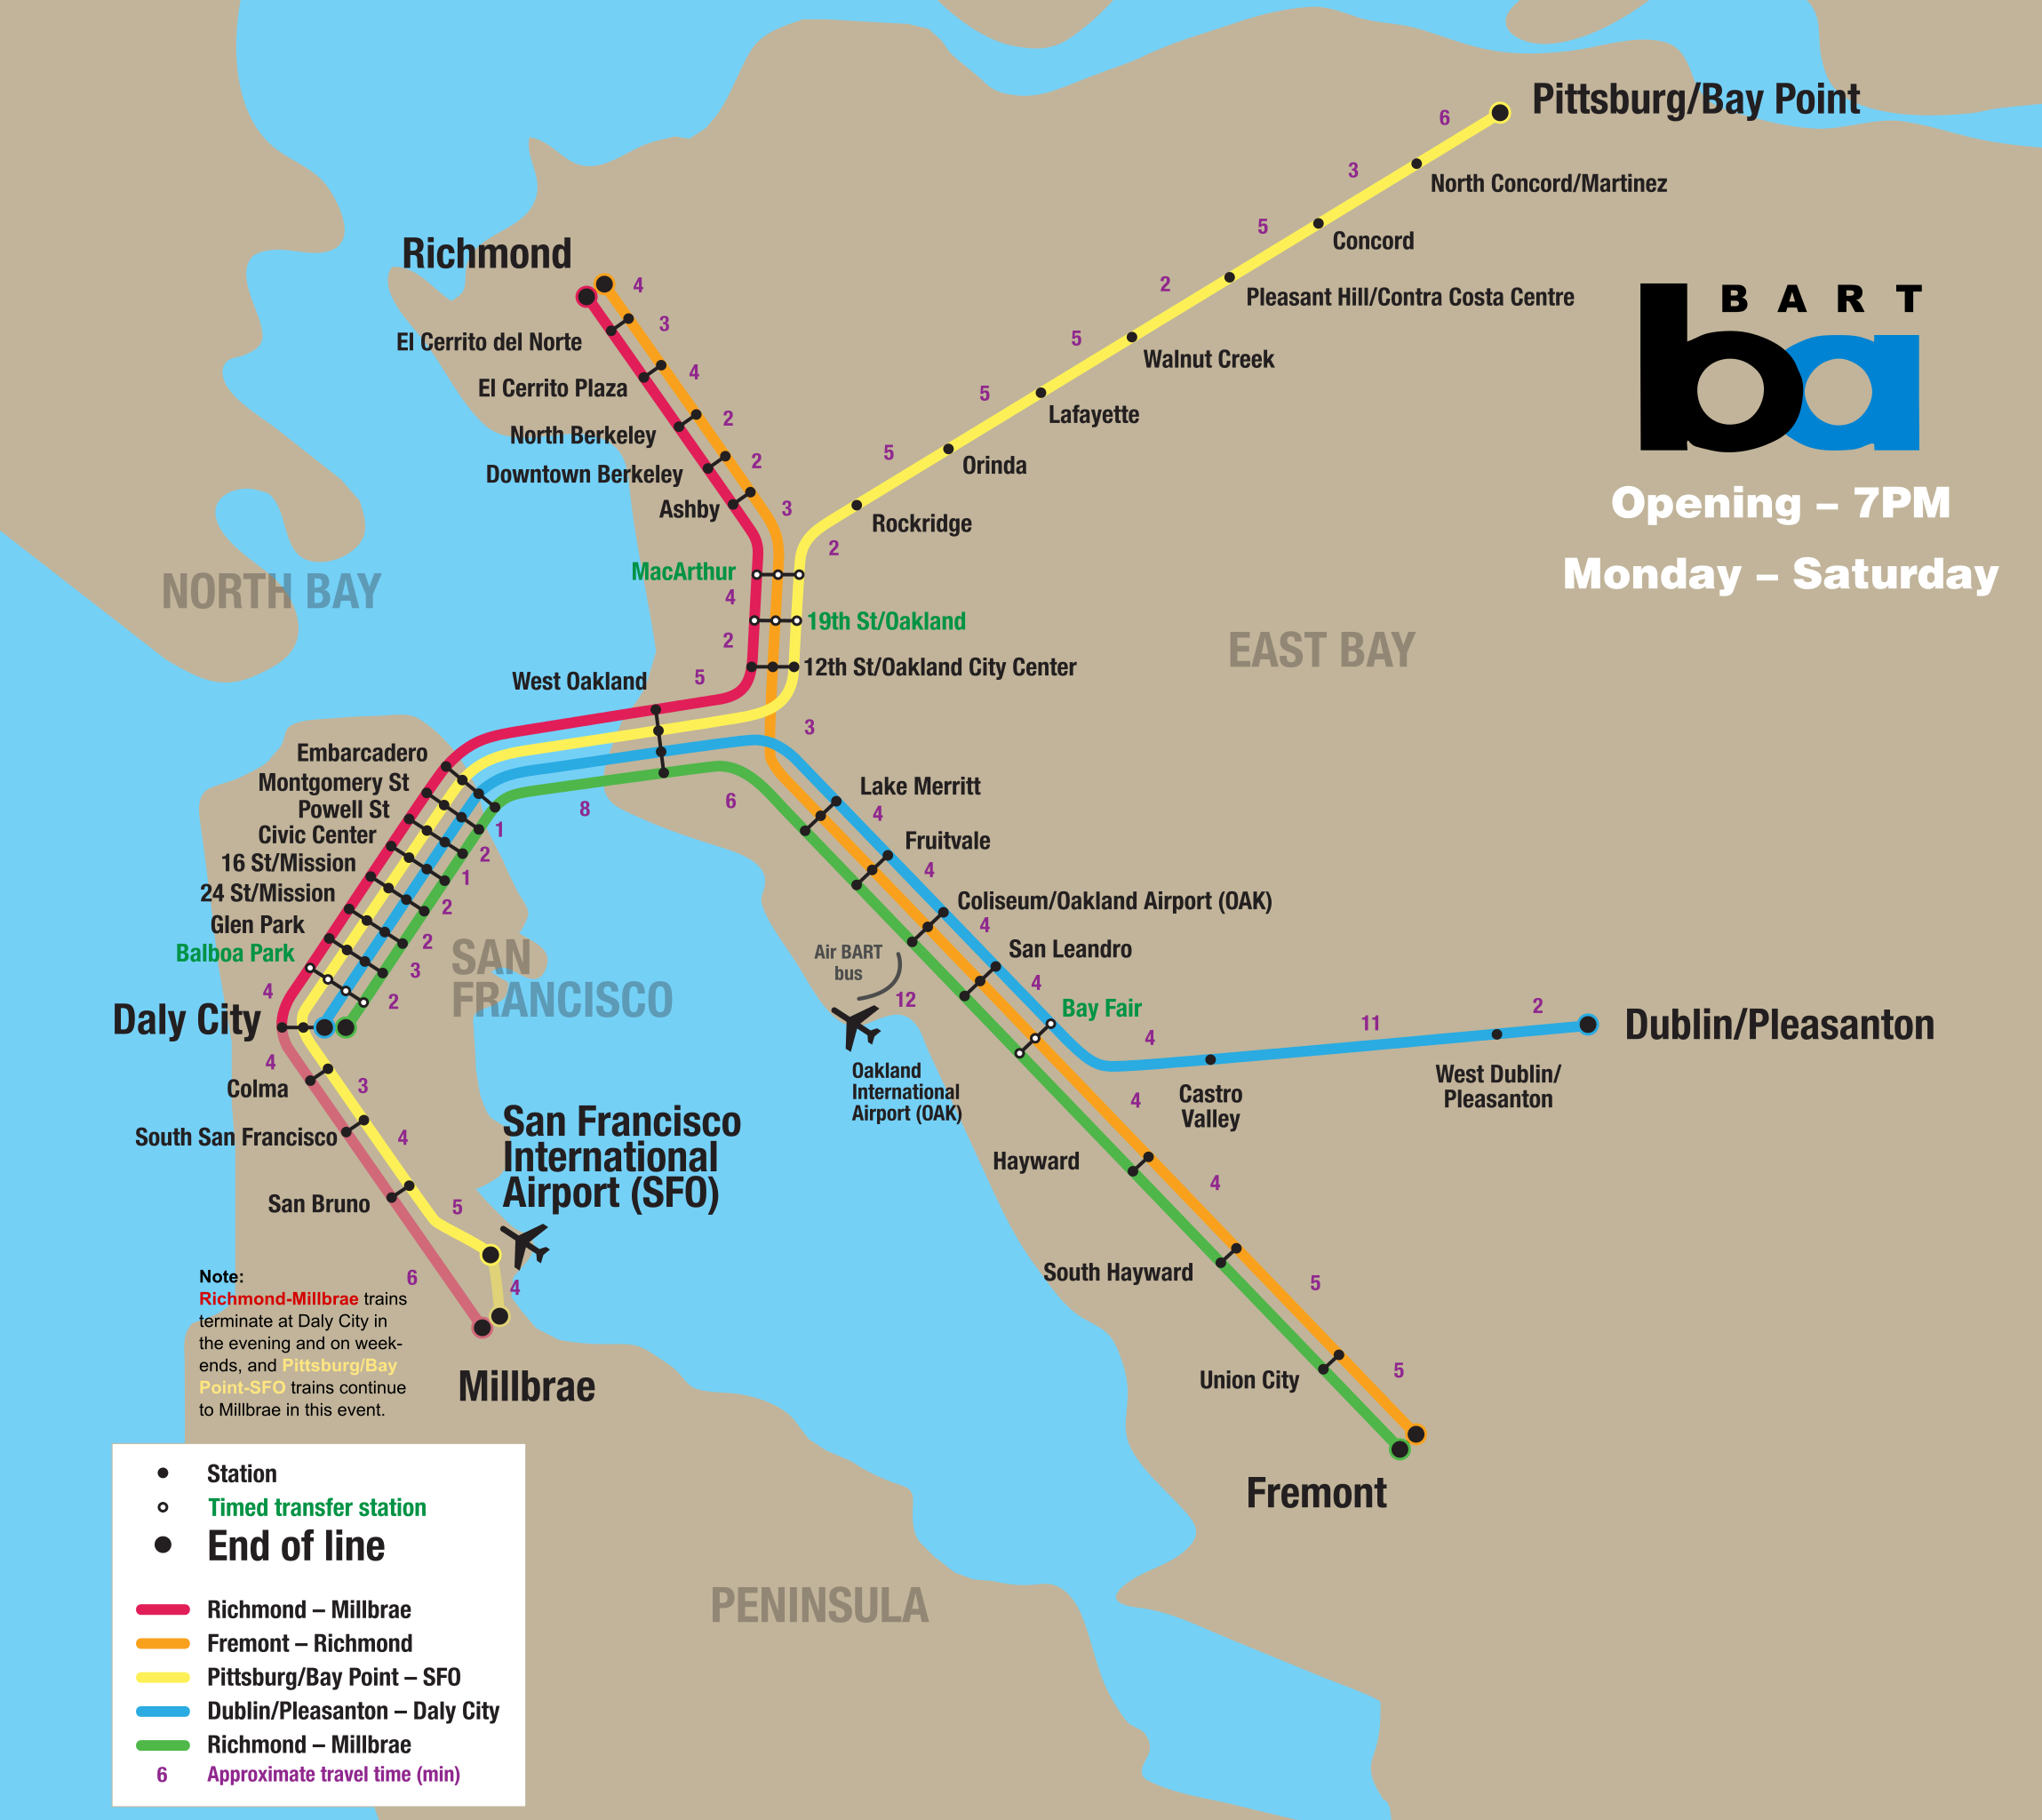 Pittsburg/Bay Point
6
North Concord/Martinez
3
Concord
5
Pleasant Hill/Contra Costa Centre
2
Walnut Creek
5
Lafayette
5
Orinda
5
Rockridge
2
BART
ba
Opening – 7PM
Monday – Saturday
Richmond
4
El Cerrito del Norte
3
El Cerrito Plaza
4
North Berkeley
2
Downtown Berkeley
2
Ashby
3
MacArthur
4
19th St/Oakland
2
12th St/Oakland City Center
5
West Oakland
3
NORTH BAY
EAST BAY
Embarcadero
Montgomery St
Powell St
Civic Center
16 St/Mission
24 St/Mission
Glen Park
Balboa Park
Daly City
8
6
1
2
1
2
2
3
2
4
SAN
FRANCISCO
Lake Merritt
4
Fruitvale
4
Coliseum/Oakland Airport (OAK)
4
San Leandro
4
Bay Fair
4
Castro
Valley
11
West Dublin/
Pleasanton
2
Dublin/Pleasanton
Air BART
bus
12
Oakland
International
Airport (OAK)
4
Hayward
4
South Hayward
5
Union City
5
Fremont
4
Colma
3
South San Francisco
4
San Bruno
5
San Francisco
International
Airport (SFO)
6
4
Millbrae
Note:
Richmond-Millbrae trains
terminate at Daly City in
the evening and on week-
ends, and Pittsburg/Bay
Point-SFO trains continue
to Millbrae in this event.
PENINSULA
Station
Timed transfer station
End of line
Richmond – Millbrae
Fremont – Richmond
Pittsburg/Bay Point – SFO
Dublin/Pleasanton – Daly City
Richmond – Millbrae
6 Approximate travel time (min)